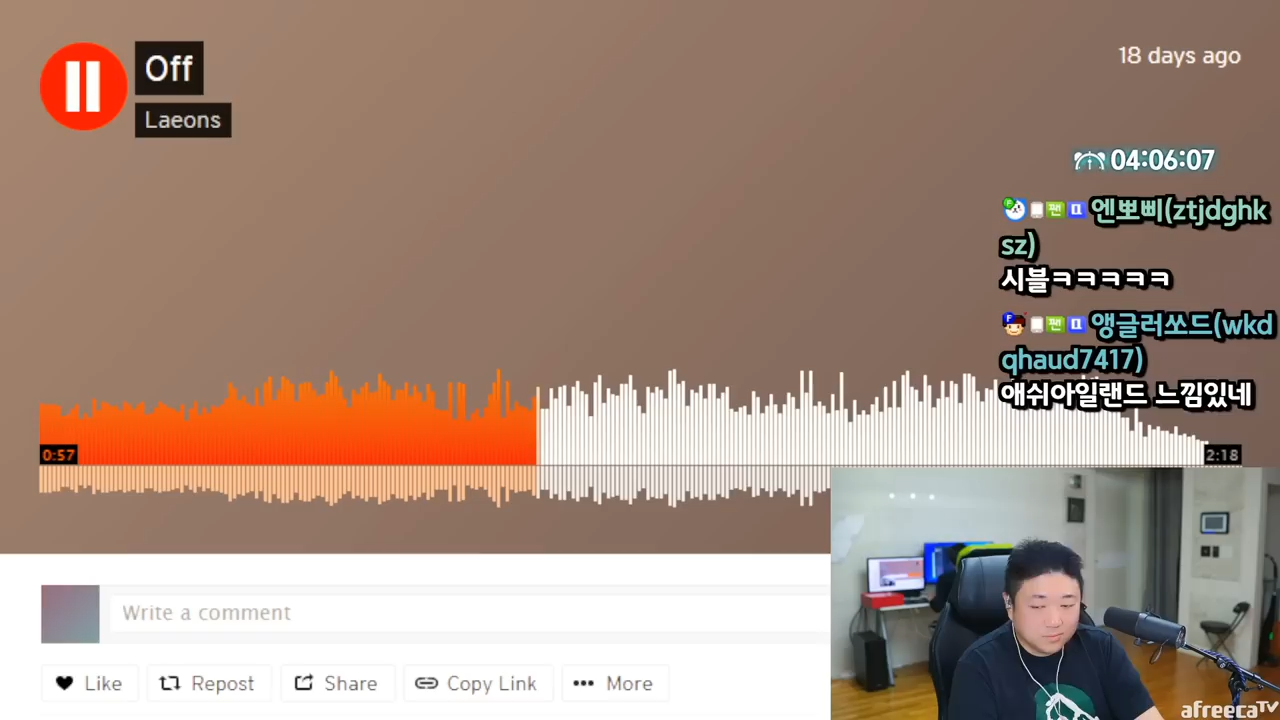 Off
Laeons
18 days ago
04:06:07
엔뽀삐(ztjdghk
sz)
시블ㅋㅋㅋㅋㅋ
앵글러쏘드(wkd
qhaud7417)
애쉬아일랜드 느낌있네
0:57
2:18
Write a comment
Like
Repost
Share
Copy Link
More
afreecaTV